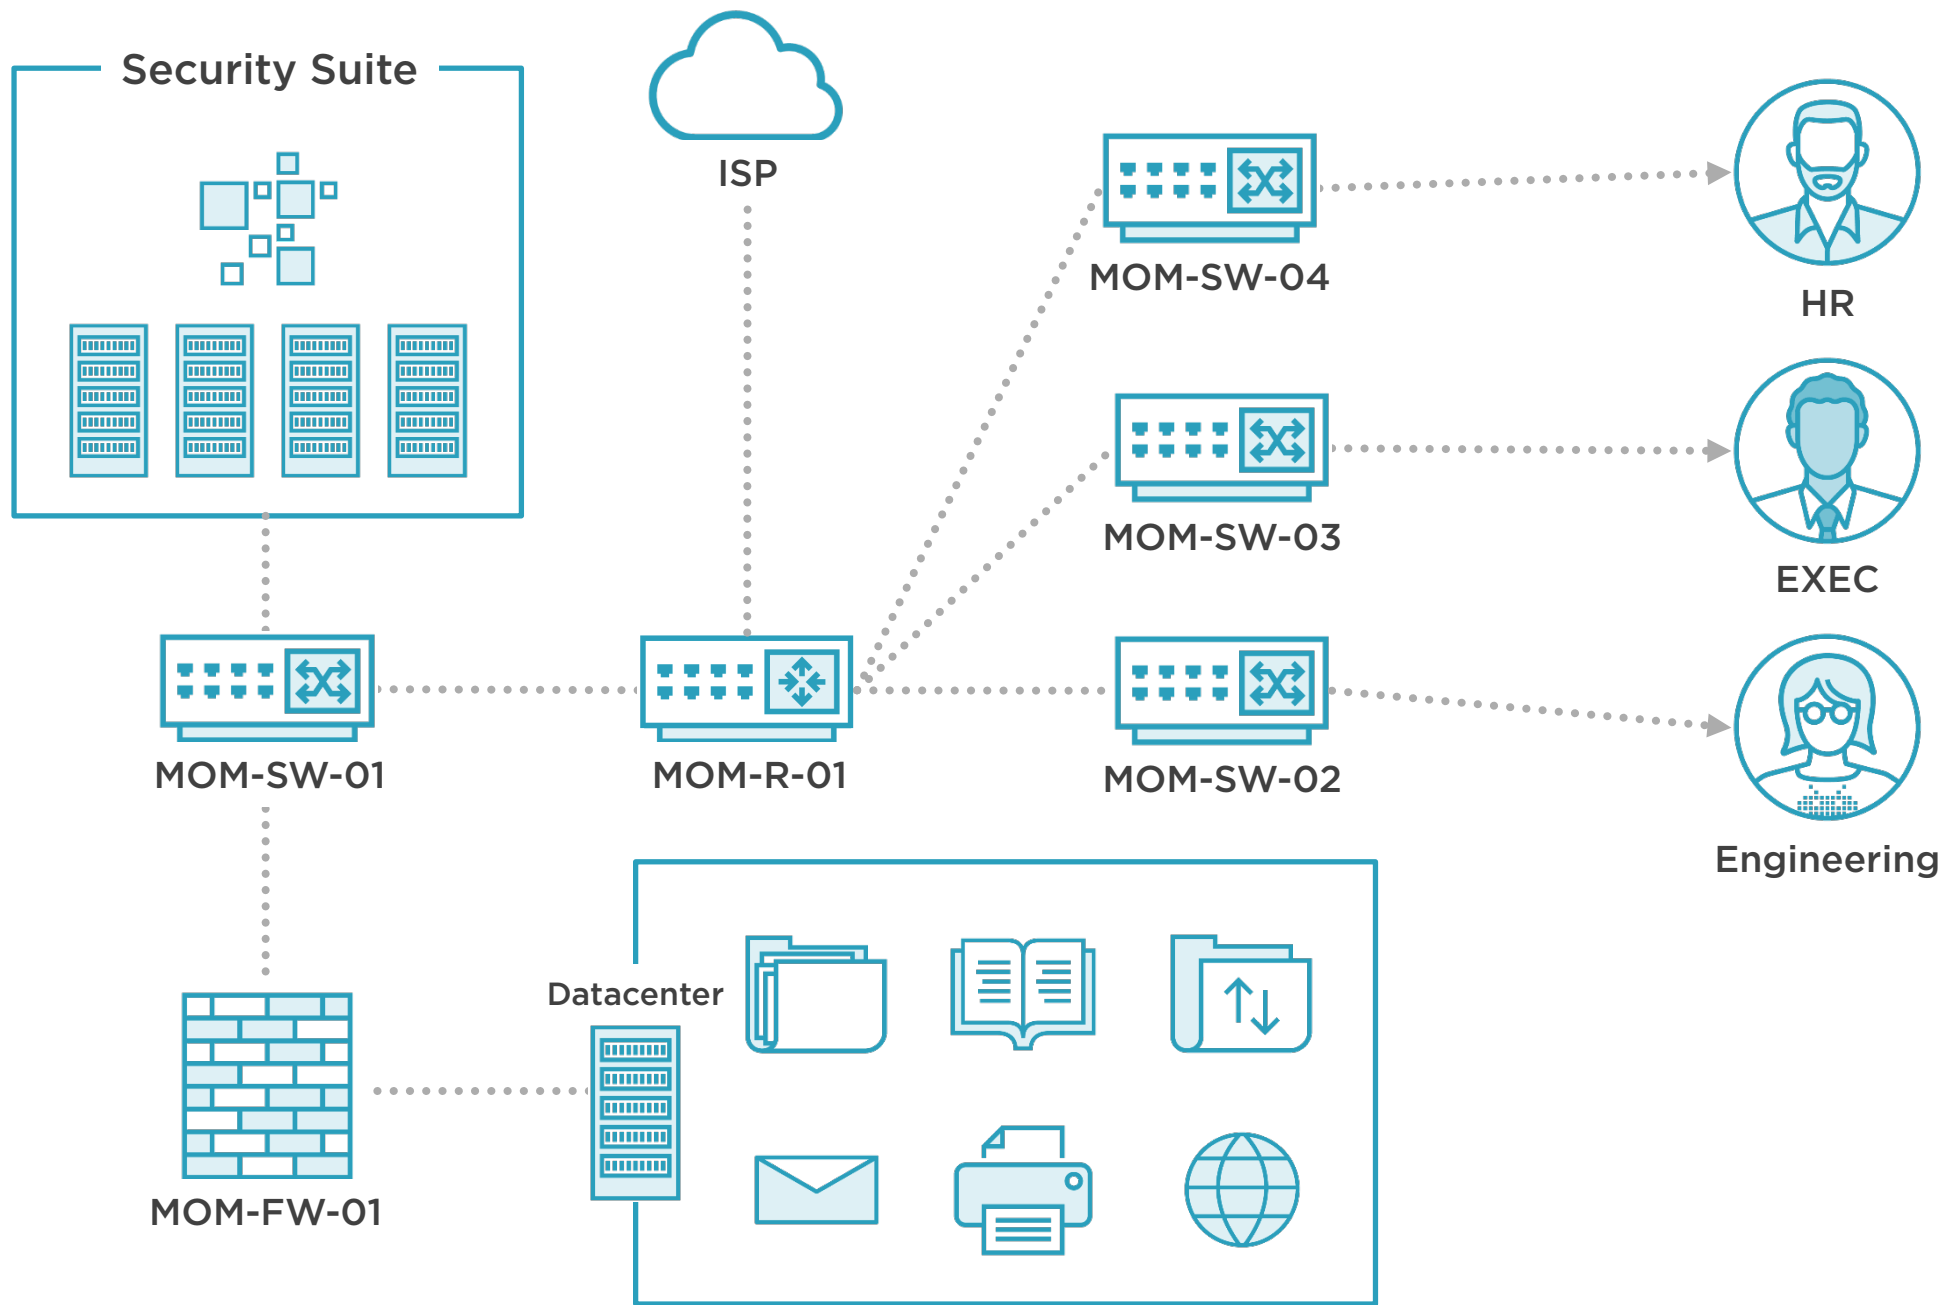 Security Suite
ISP
MOM-SW-04
HR
MOM-SW-03
EXEC
MOM-SW-01
MOM-R-01
MOM-SW-02
Engineering
Datacenter
MOM-FW-01